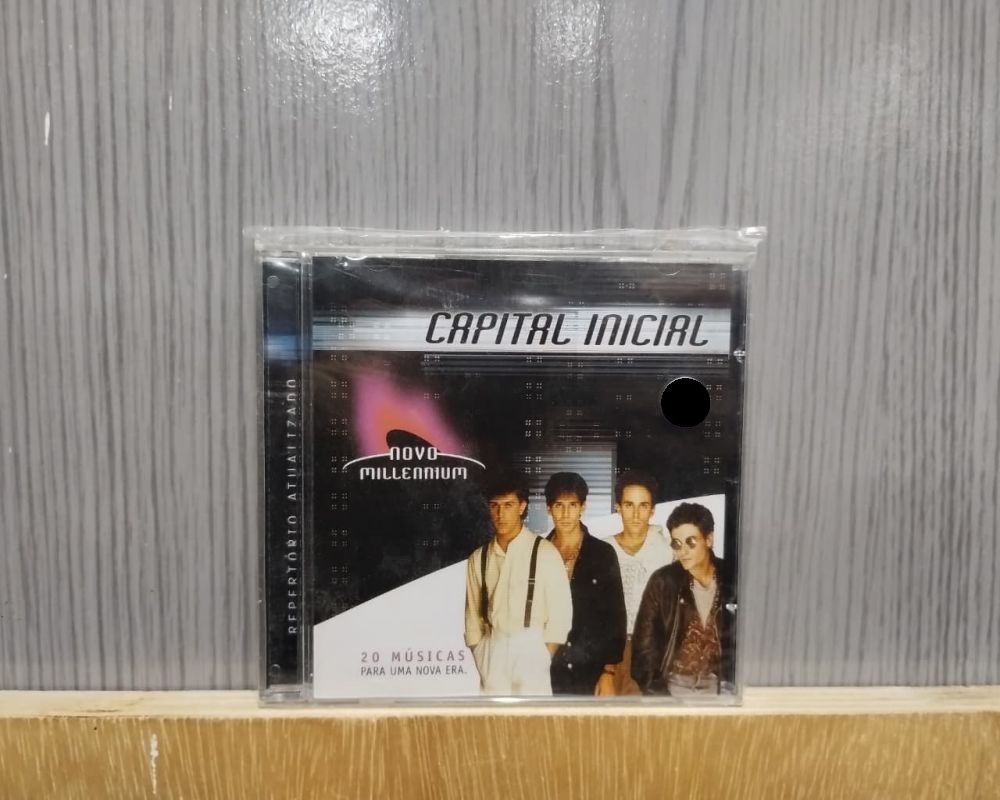 CAPITAL INICIAL
NOVO
MILLENNIUM
REPERTÓRIO ATUALIZADO
20 MÚSICAS
PARA UMA NOVA ERA.